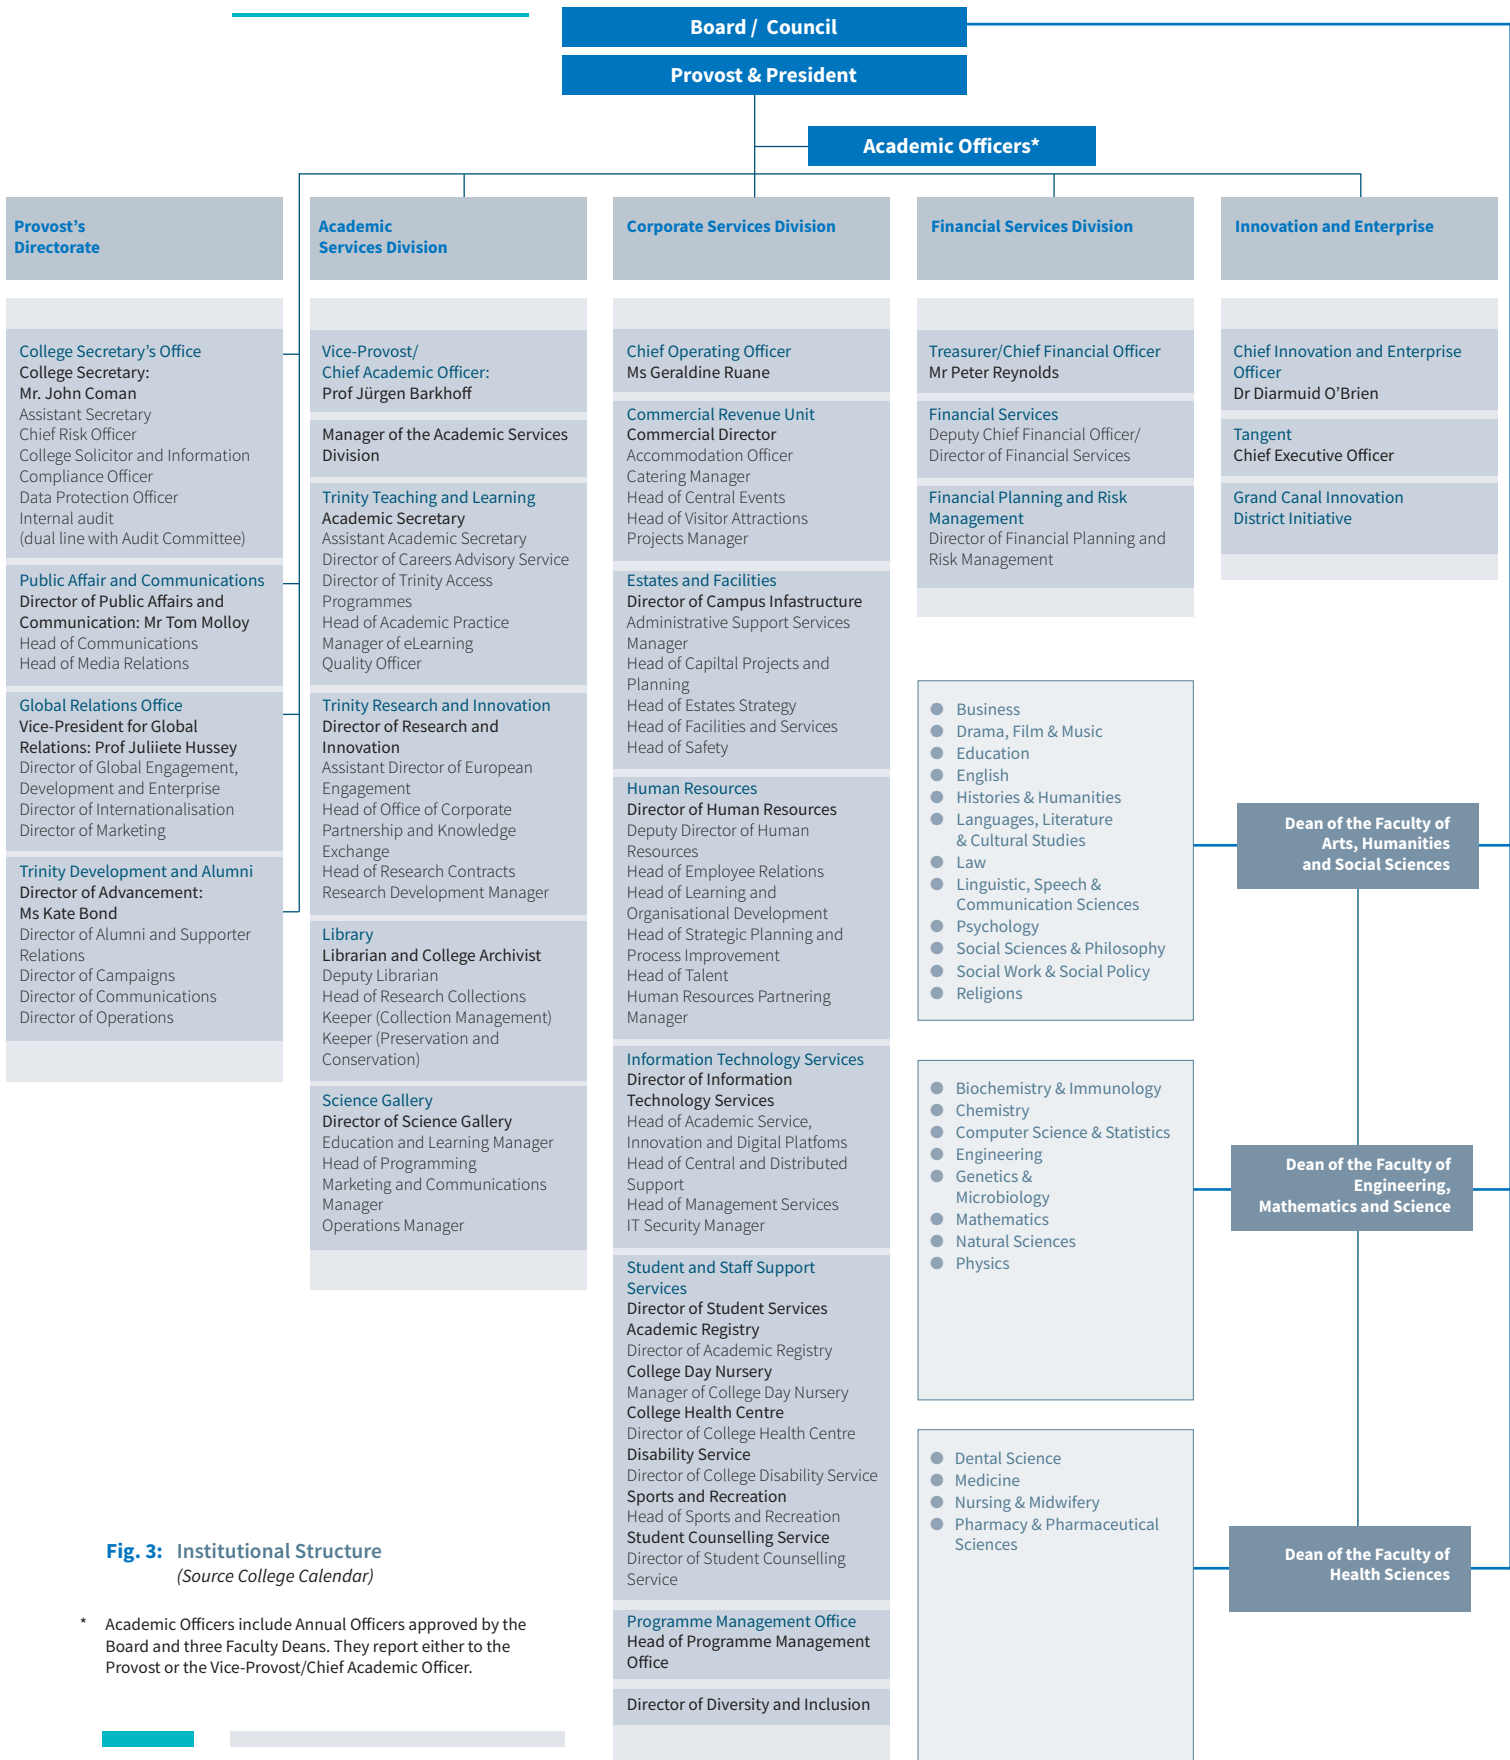 Board / Council
Provost & President
Academic Officers*
Provost’s
Directorate
College Secretary’s Office
College Secretary:
Mr. John Coman
Assistant Secretary
Chief Risk Officer
College Solicitor and Information
Compliance Officer
Data Protection Officer
Internal audit
(dual line with Audit Committee)
Public Affair and Communications
Director of Public Affairs and
Communication: Mr Tom Molloy
Head of Communications
Head of Media Relations
Global Relations Office
Vice-President for Global
Relations: Prof Juliiete Hussey
Director of Global Engagement,
Development and Enterprise
Director of Internationalisation
Director of Marketing
Trinity Development and Alumni
Director of Advancement:
Ms Kate Bond
Director of Alumni and Supporter
Relations
Director of Campaigns
Director of Communications
Director of Operations
Academic
Services Division
Vice-Provost/
Chief Academic Officer:
Prof Jürgen Barkhoff
Manager of the Academic Services
Division
Trinity Teaching and Learning
Academic Secretary
Assistant Academic Secretary
Director of Careers Advisory Service
Director of Trinity Access
Programmes
Head of Academic Practice
Manager of eLearning
Quality Officer
Trinity Research and Innovation
Director of Research and
Innovation
Assistant Director of European
Engagement
Head of Office of Corporate
Partnership and Knowledge
Exchange
Head of Research Contracts
Research Development Manager
Library
Librarian and College Archivist
Deputy Librarian
Head of Research Collections
Keeper (Collection Management)
Keeper (Preservation and
Conservation)
Science Gallery
Director of Science Gallery
Education and Learning Manager
Head of Programming
Marketing and Communications
Manager
Operations Manager
Corporate Services Division
Chief Operating Officer
Ms Geraldine Ruane
Commercial Revenue Unit
Commercial Director
Accommodation Officer
Catering Manager
Head of Central Events
Head of Visitor Attractions
Projects Manager
Estates and Facilities
Director of Campus Infastructure
Administrative Support Services
Manager
Head of Capiltal Projects and
Planning
Head of Estates Strategy
Head of Facilities and Services
Head of Safety
Human Resources
Director of Human Resources
Deputy Director of Human
Resources
Head of Employee Relations
Head of Learning and
Organisational Development
Head of Strategic Planning and
Process Improvement
Head of Talent
Human Resources Partnering
Manager
Information Technology Services
Director of Information
Technology Services
Head of Academic Service,
Innovation and Digital Platfoms
Head of Central and Distributed
Support
Head of Management Services
IT Security Manager
Student and Staff Support
Services
Director of Student Services
Academic Registry
Director of Academic Registry
College Day Nursery
Manager of College Day Nursery
College Health Centre
Director of College Health Centre
Disability Service
Director of College Disability Service
Sports and Recreation
Head of Sports and Recreation
Student Counselling Service
Director of Student Counselling
Service
Programme Management Office
Head of Programme Management
Office
Director of Diversity and Inclusion
Financial Services Division
Treasurer/Chief Financial Officer
Mr Peter Reynolds
Financial Services
Deputy Chief Financial Officer/
Director of Financial Services
Financial Planning and Risk
Management
Director of Financial Planning and
Risk Management
Innovation and Enterprise
Chief Innovation and Enterprise
Officer
Dr Diarmuid O’Brien
Tangent
Chief Executive Officer
Grand Canal Innovation
District Initiative
● Business
● Drama, Film & Music
● Education
● English
● Histories & Humanities
● Languages, Literature
& Cultural Studies
● Law
● Linguistic, Speech &
Communication Sciences
● Psychology
● Social Sciences & Philosophy
● Social Work & Social Policy
● Religions
Dean of the Faculty of
Arts, Humanities
and Social Sciences
● Biochemistry & Immunology
● Chemistry
● Computer Science & Statistics
● Engineering
● Genetics &
Microbiology
● Mathematics
● Natural Sciences
● Physics
Dean of the Faculty of
Engineering,
Mathematics and Science
● Dental Science
● Medicine
● Nursing & Midwifery
● Pharmacy & Pharmaceutical
Sciences
Dean of the Faculty of
Health Sciences
Fig. 3: Institutional Structure
(Source College Calendar)
* Academic Officers include Annual Officers approved by the
Board and three Faculty Deans. They report either to the
Provost or the Vice-Provost/Chief Academic Officer.